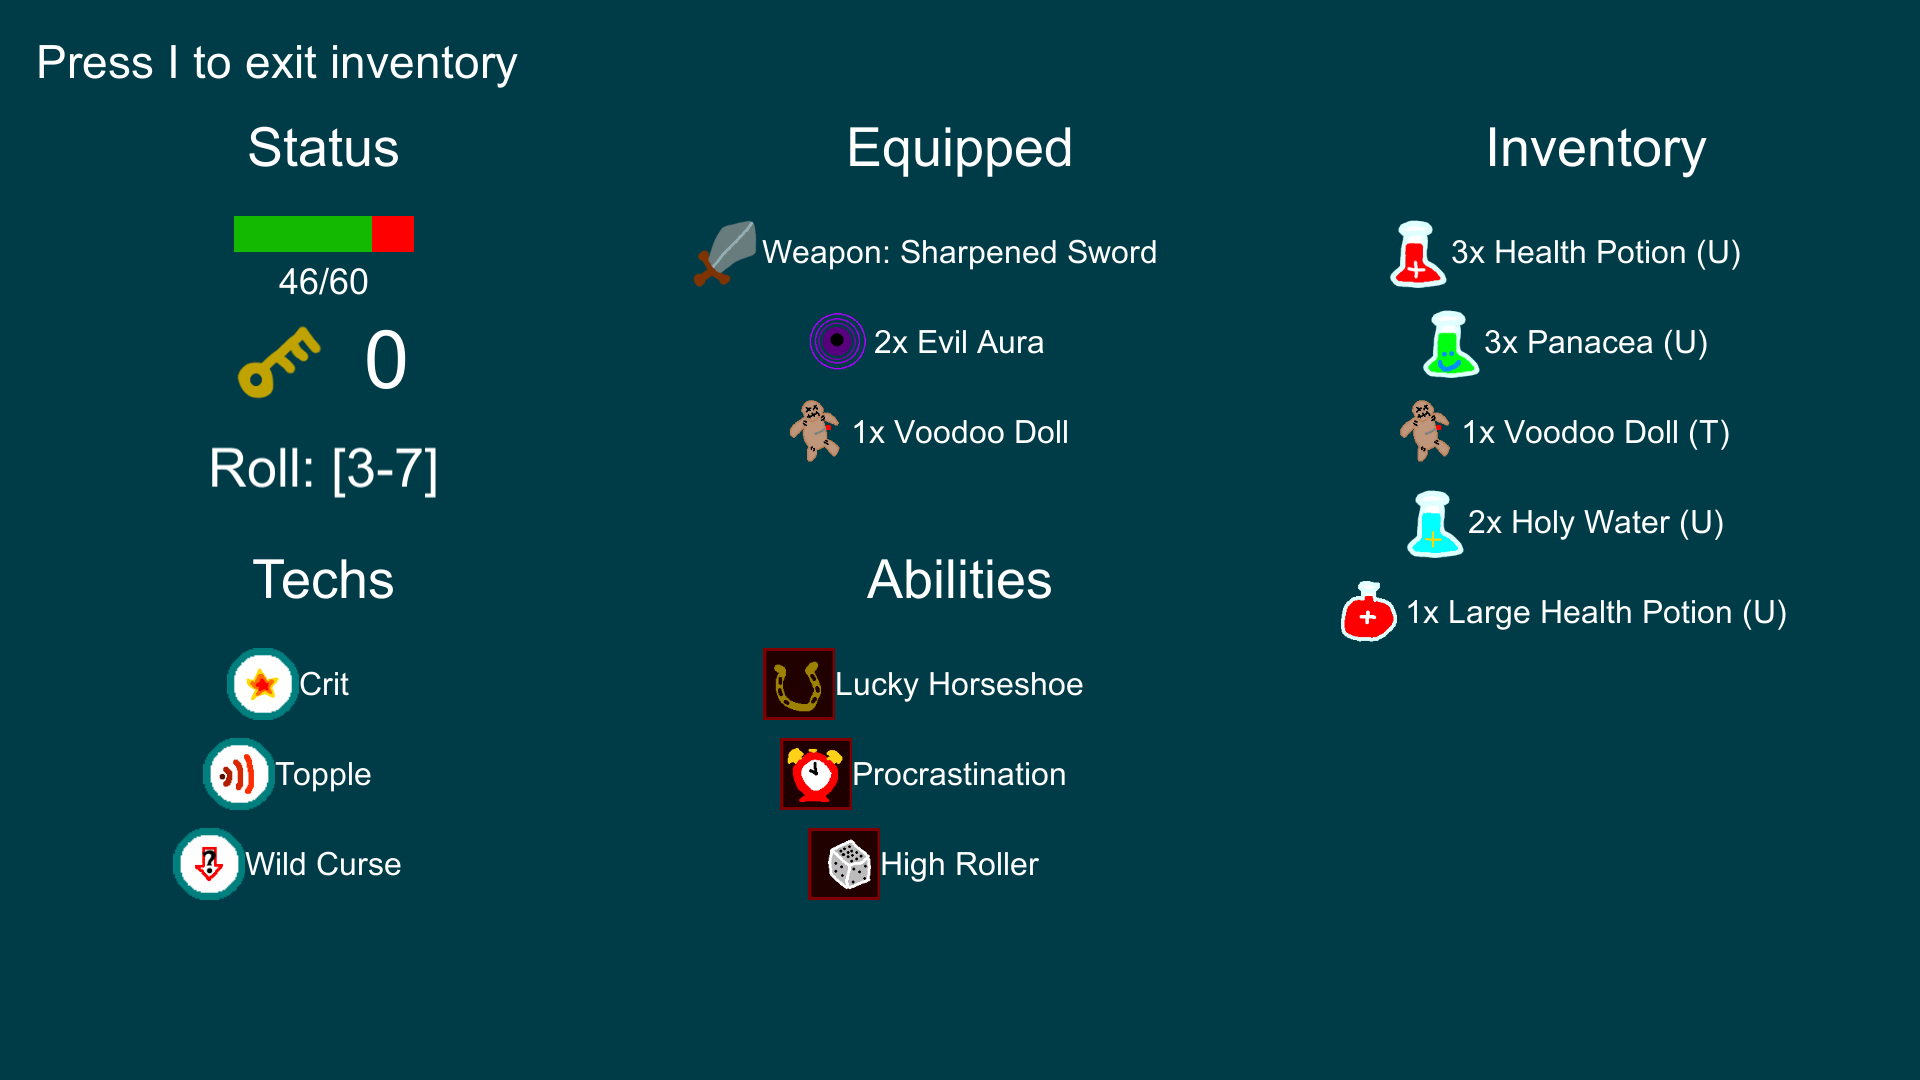 Press I to exit inventory
Status
46/60
0
Roll: [3-7]
Techs
Crit
Topple
Wild Curse
Equipped
Weapon: Sharpened Sword
2x Evil Aura
1x Voodoo Doll
Abilities
Lucky Horseshoe
Procrastination
High Roller
Inventory
3x Health Potion (U)
3x Panacea (U)
1x Voodoo Doll (T)
2x Holy Water (U)
1x Large Health Potion (U)